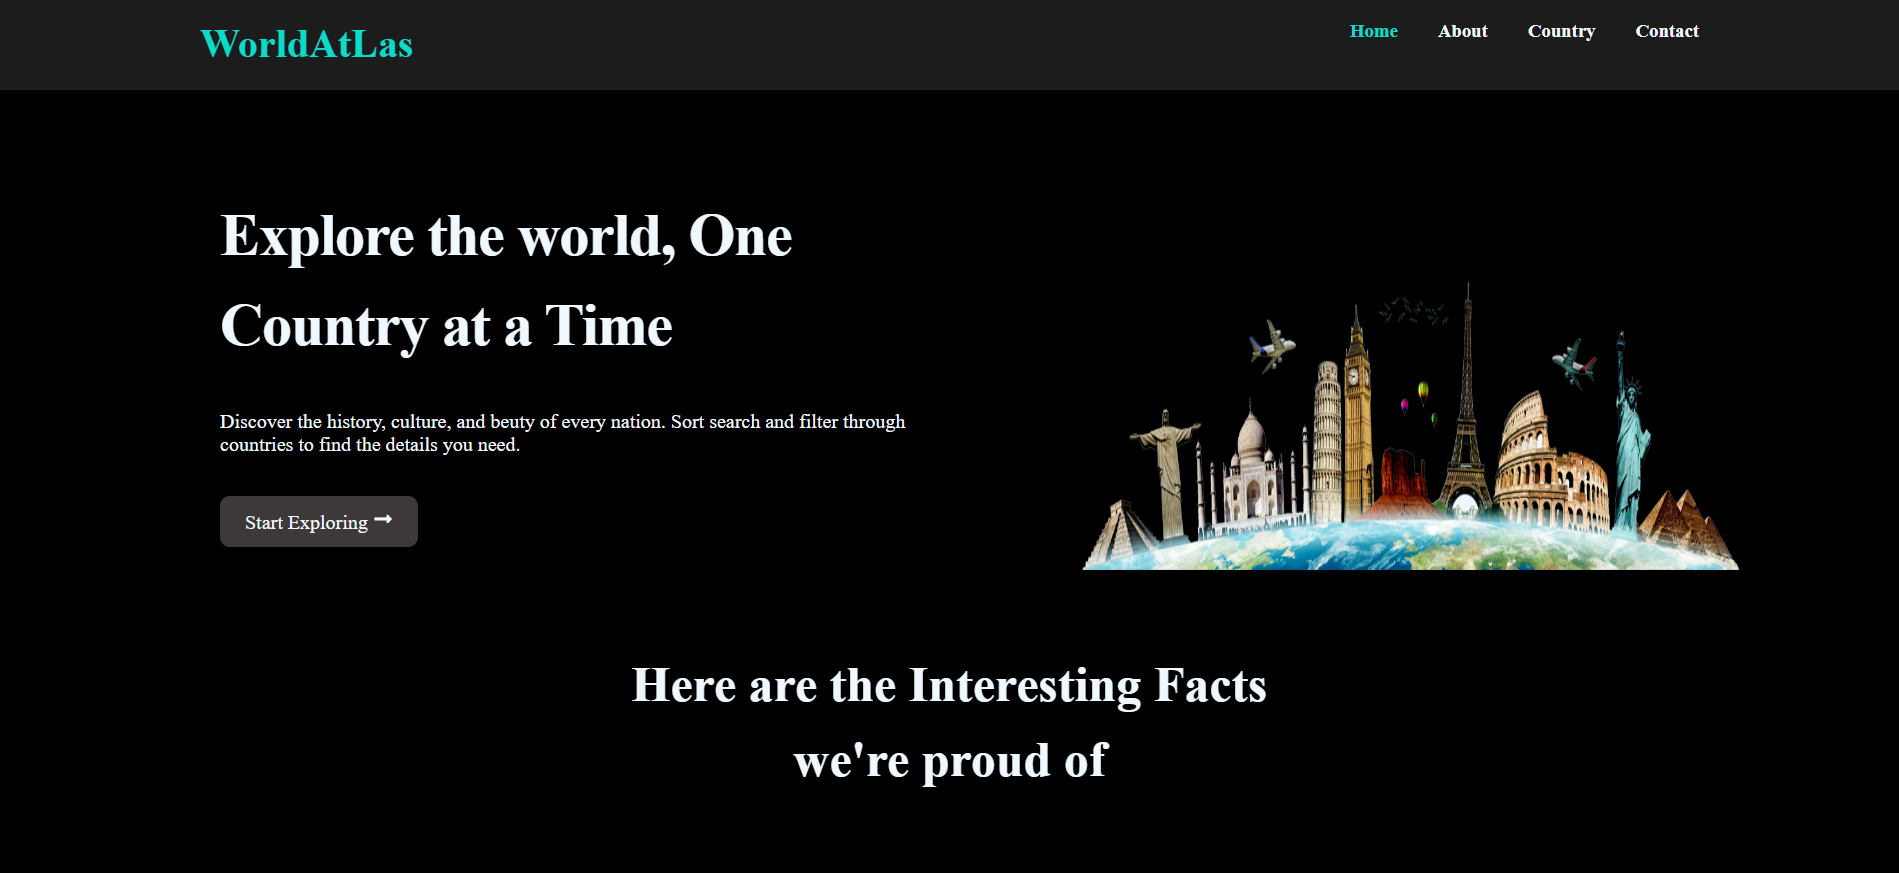 WorldAtLas
Home About Country Contact
Explore the world, One
Country at a Time
Discover the history, culture, and beuty of every nation. Sort search and filter through
countries to find the details you need.
Start Exploring
Here are the Interesting Facts
we're proud of